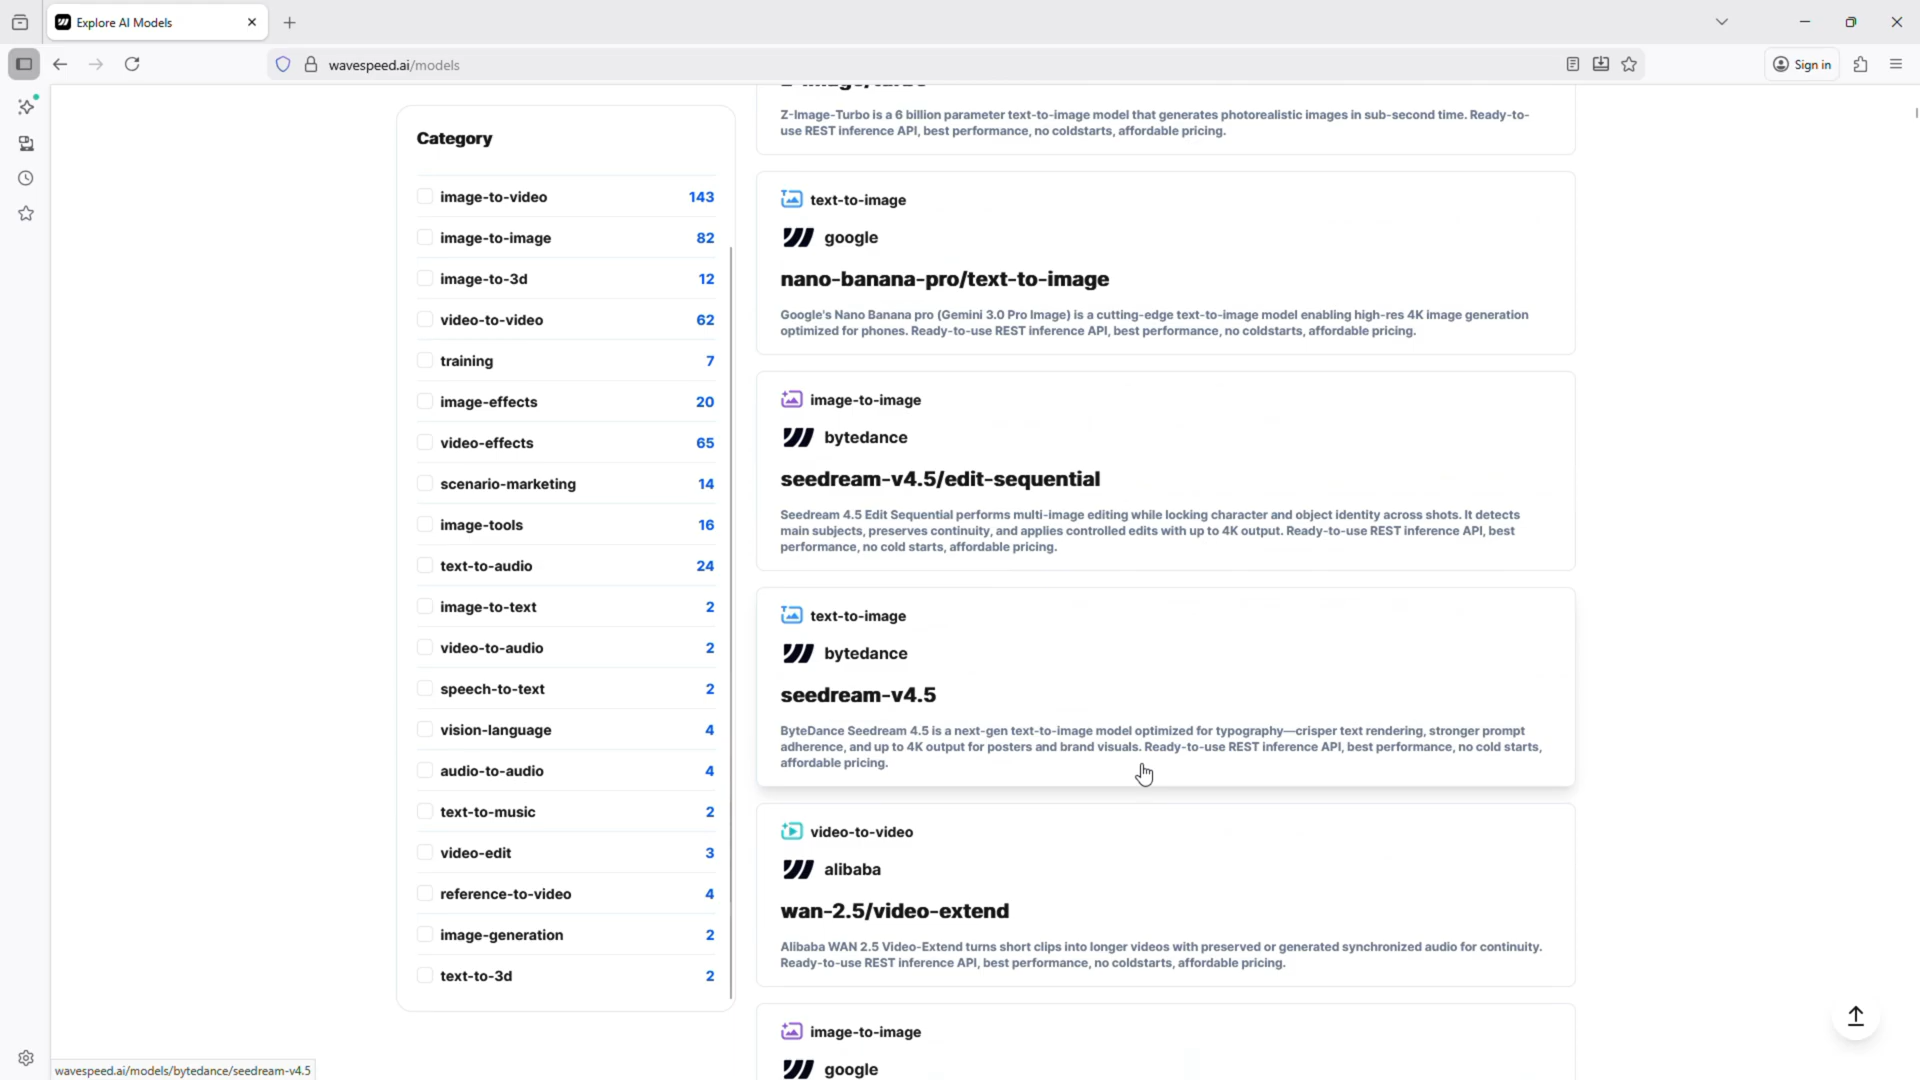 Explore AI Models
wavespeed.ai/models
Sign in
Category
image-to-video 143
image-to-image 82
image-to-3d 12
video-to-video 62
training 7
image-effects 20
video-effects 65
scenario-marketing 14
image-tools 16
text-to-audio 24
image-to-text 2
video-to-audio 2
speech-to-text 2
vision-language 4
audio-to-audio 4
text-to-music 2
video-edit 3
reference-to-video 4
image-generation 2
text-to-3d 2
Z-Image-Turbo is a 6 billion parameter text-to-image model that generates photorealistic images in sub-second time. Ready-to-
use REST inference API, best performance, no coldstarts, affordable pricing.
text-to-image
google
nano-banana-pro/text-to-image
Google's Nano Banana pro (Gemini 3.0 Pro Image) is a cutting-edge text-to-image model enabling high-res 4K image generation
optimized for phones. Ready-to-use REST inference API, best performance, no coldstarts, affordable pricing.
image-to-image
bytedance
seedream-v4.5/edit-sequential
Seedream 4.5 Edit Sequential performs multi-image editing while locking character and object identity across shots. It detects
main subjects, preserves continuity, and applies controlled edits with up to 4K output. Ready-to-use REST inference API, best
performance, no cold starts, affordable pricing.
text-to-image
bytedance
seedream-v4.5
ByteDance Seedream 4.5 is a next-gen text-to-image model optimized for typography—crisper text rendering, stronger prompt
adherence, and up to 4K output for posters and brand visuals. Ready-to-use REST inference API, best performance, no cold starts,
affordable pricing.
video-to-video
alibaba
wan-2.5/video-extend
Alibaba WAN 2.5 Video-Extend turns short clips into longer videos with preserved or generated synchronized audio for continuity.
Ready-to-use REST inference API, best performance, no coldstarts, affordable pricing.
image-to-image
google
wavespeed.ai/models/bytedance/seedream-v4.5